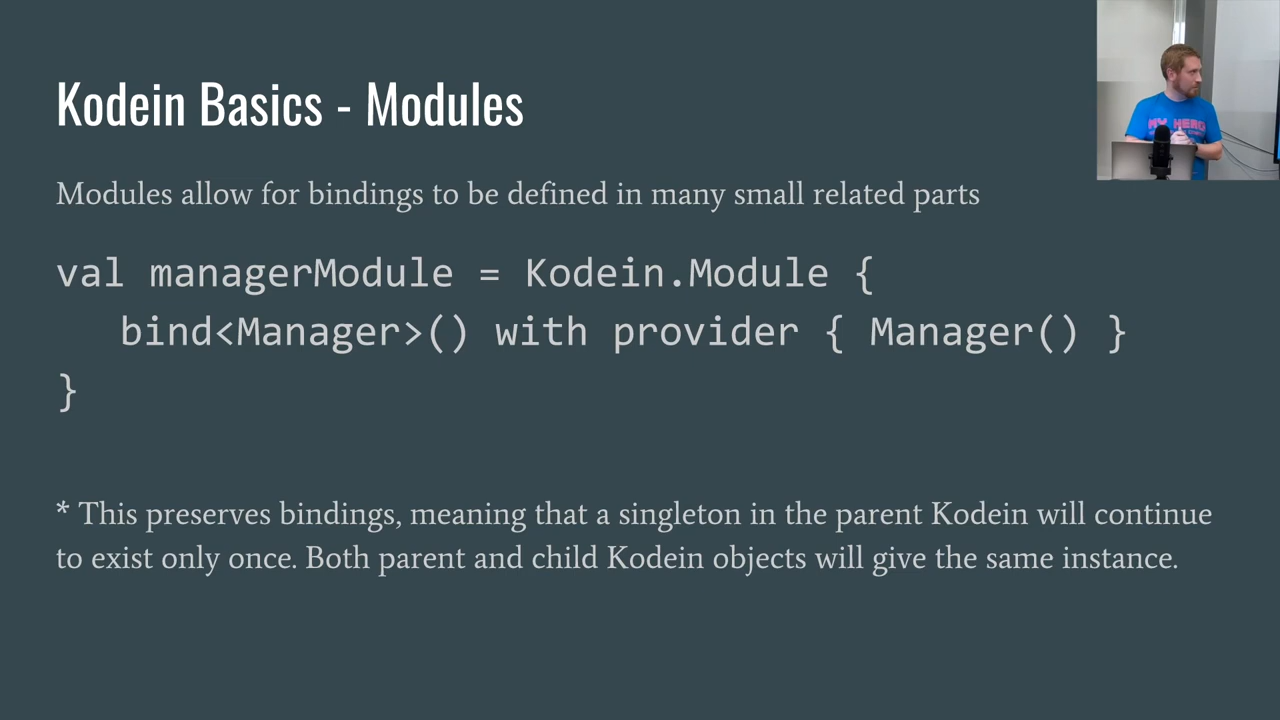 Kodein Basics - Modules
MY HERO
Modules allow for bindings to be defined in many small related parts
val managerModule = Kodein.Module {
bind<Manager>() with provider { Manager() }
}
* This preserves bindings, meaning that a singleton in the parent Kodein will continue
to exist only once. Both parent and child Kodein objects will give the same instance.